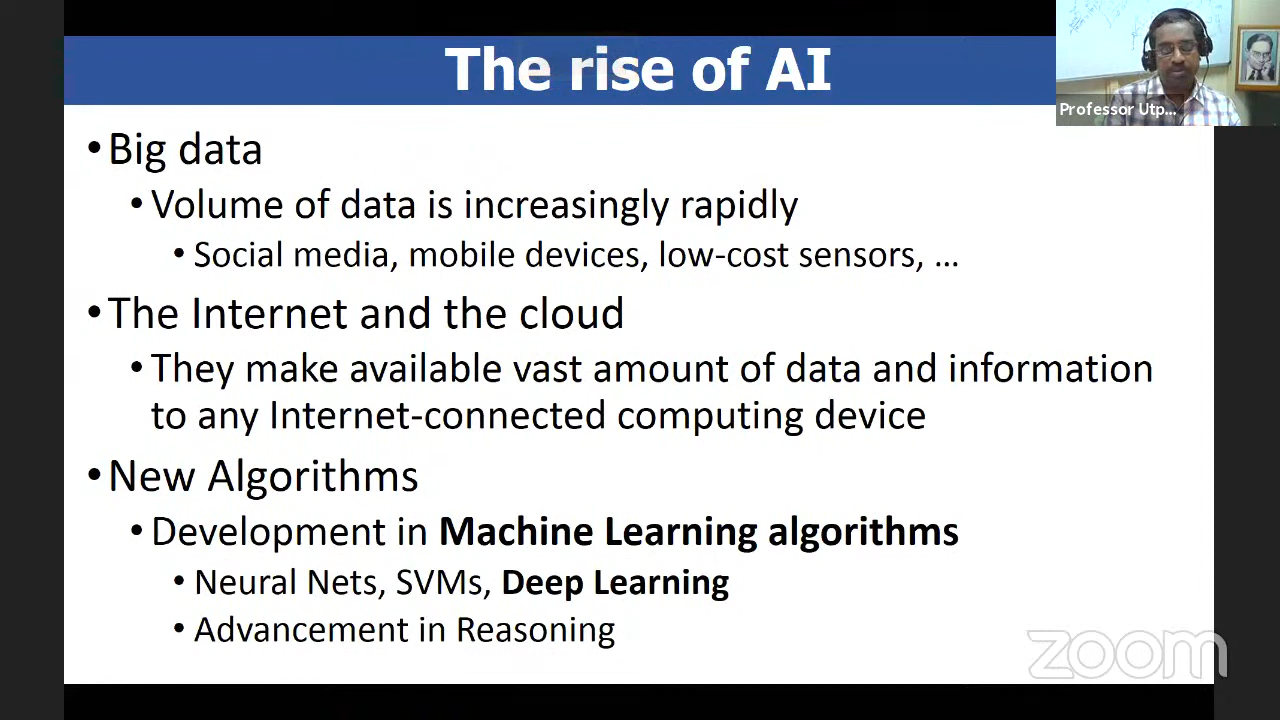 The rise of AI
Professor Utp...
• Big data
• Volume of data is increasingly rapidly
• Social media, mobile devices, low-cost sensors, ...
• The Internet and the cloud
• They make available vast amount of data and information
to any Internet-connected computing device
• New Algorithms
• Development in Machine Learning algorithms
• Neural Nets, SVMs, Deep Learning
• Advancement in Reasoning
zoom